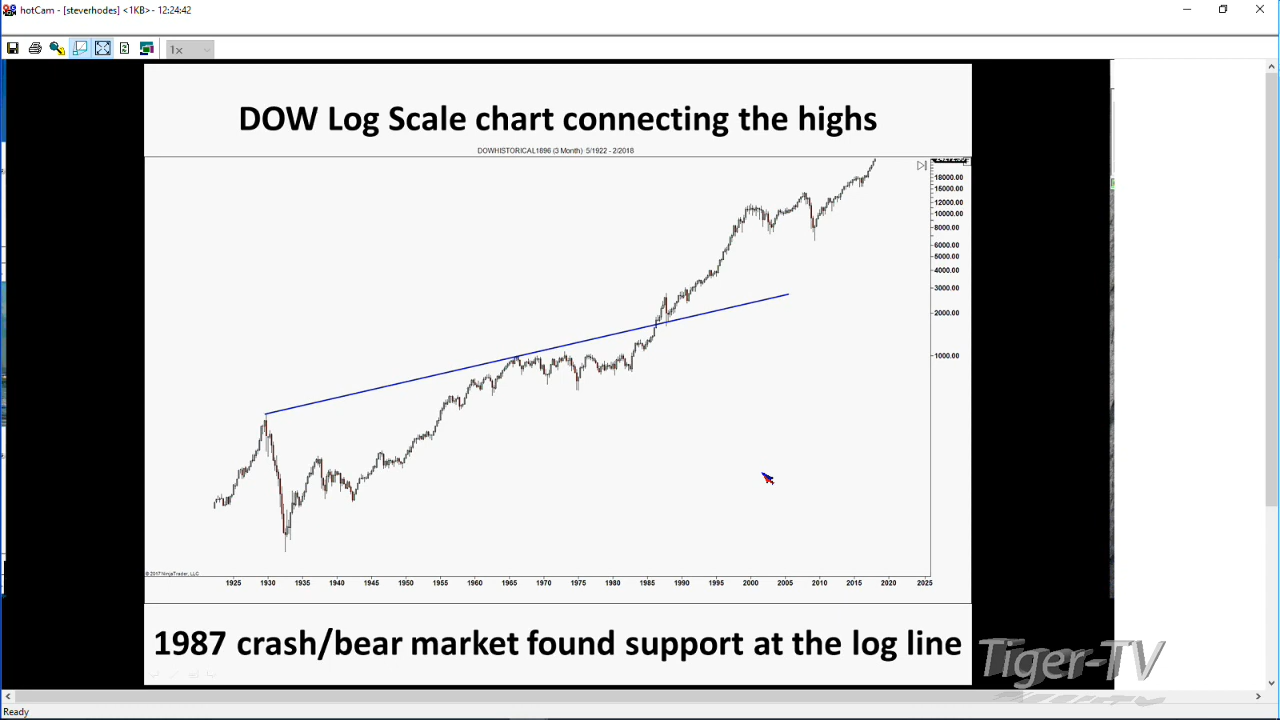 hotCam - [steverhodes] <1KB> - 12:24:42
1x
DOW Log Scale chart connecting the highs
DOWHISTORICAL1896 (3 Month) 5/1922 - 2/2018
18000.00
15000.00
12000.00
10000.00
8000.00
6000.00
5000.00
4000.00
3000.00
2000.00
1000.00
© 2017 NinjaTrader, LLC
1925 1930 1935 1940 1945 1950 1955 1960 1965 1970 1975 1980 1985 1990 1995 2000 2005 2010 2015 2020 2025
1987 crash/bear market found support at the log line
Tiger-TV
Ready